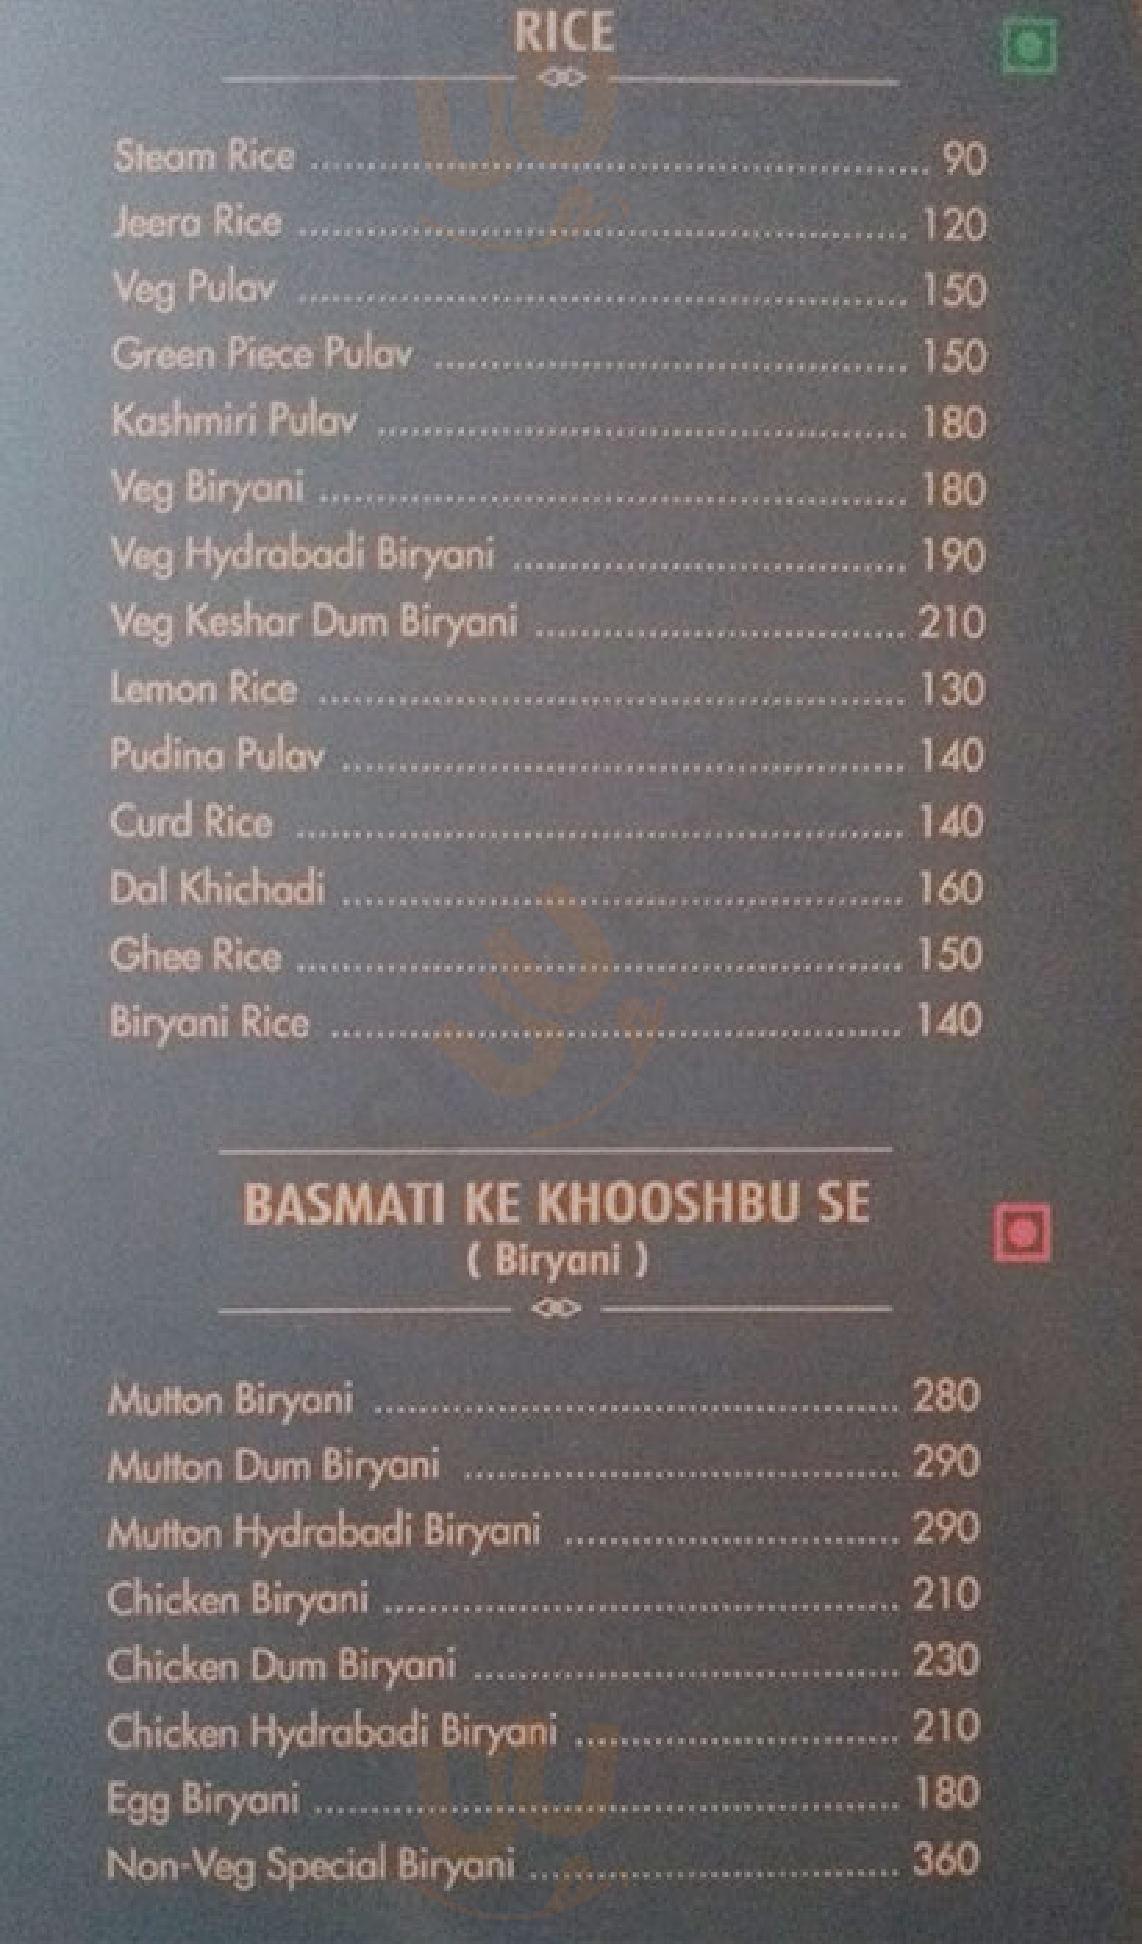 RICE
Steam Rice ........ 90
Jeera Rice ........ 120
Veg Pulav ........ 150
Green Piece Pulav ........ 150
Kashmiri Pulav ........ 180
Veg Biryani ........ 180
Veg Hydrabadi Biryani ........ 190
Veg Keshar Dum Biryani ........ 210
Lemon Rice ........ 130
Pudina Pulav ........ 140
Curd Rice ........ 140
Dal Khichadi ........ 160
Ghee Rice ........ 150
Biryani Rice ........ 140
BASMATI KE KHOOSHBU SE
( Biryani )
Mutton Biryani ........ 280
Mutton Dum Biryani ........ 290
Mutton Hydrabadi Biryani ........ 290
Chicken Biryani ........ 210
Chicken Dum Biryani ........ 230
Chicken Hydrabadi Biryani ........ 210
Egg Biryani ........ 180
Non-Veg Special Biryani ........ 360